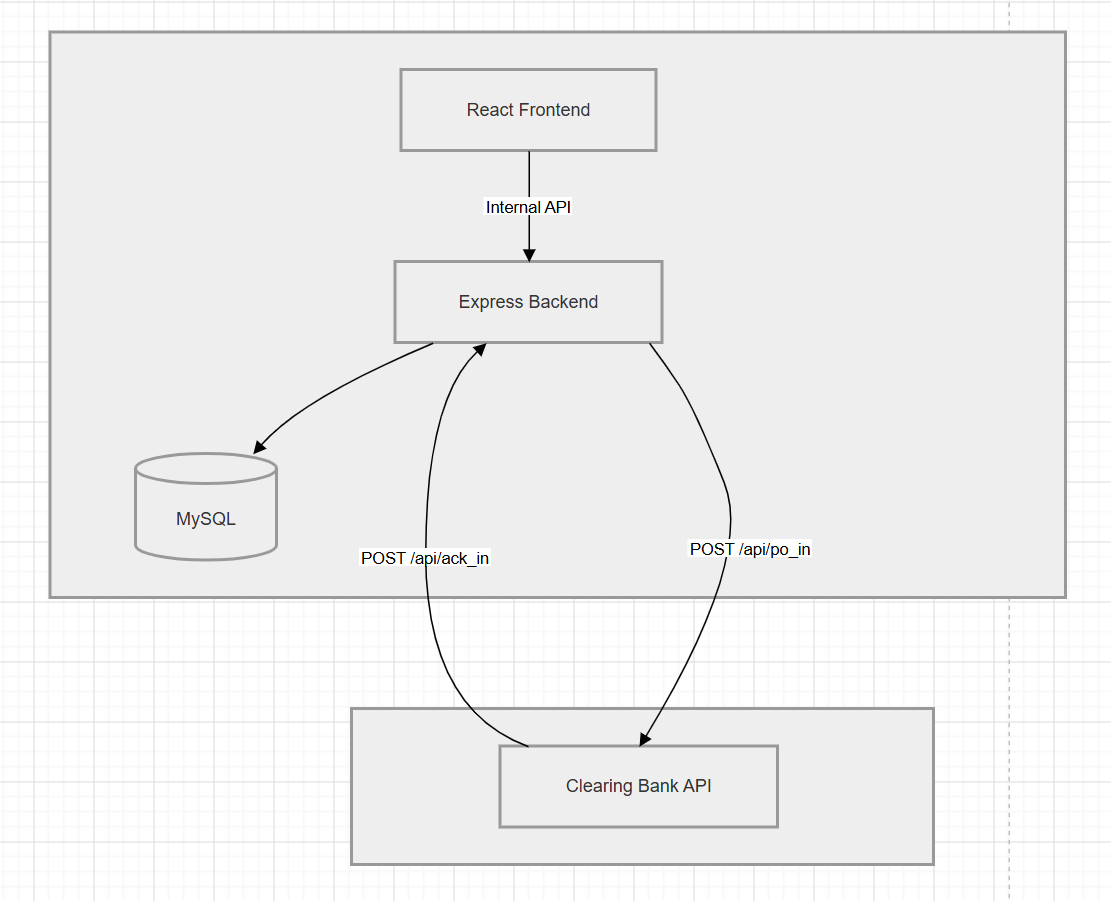 React Frontend
Internal API
Express Backend
MySQL
POST /api/po_in
POST /api/ack_in
Clearing Bank API